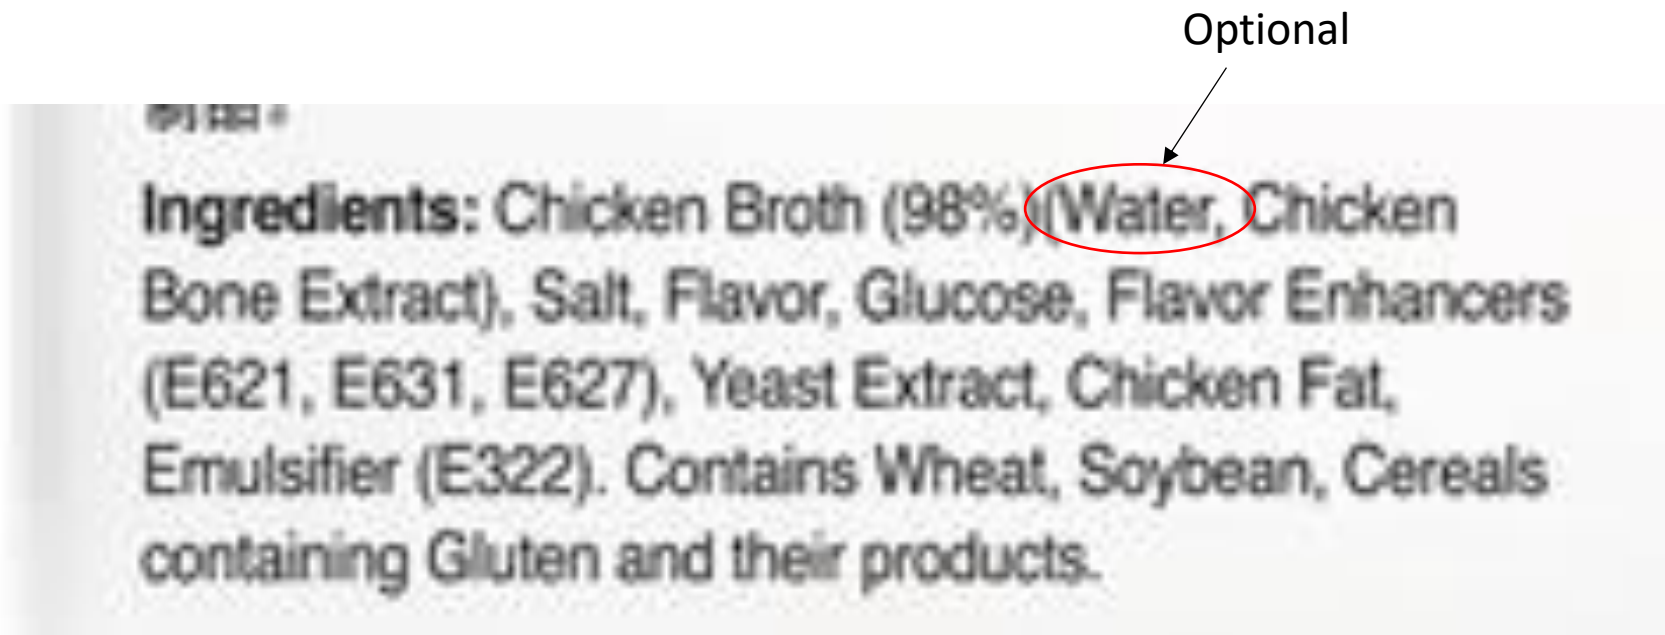 Optional
Ingredients: Chicken Broth (98%)(Water, Chicken
Bone Extract), Salt, Flavor, Glucose, Flavor Enhancers
(E621, E631, E627), Yeast Extract, Chicken Fat,
Emulsifier (E322). Contains Wheat, Soybean, Cereals
containing Gluten and their products.